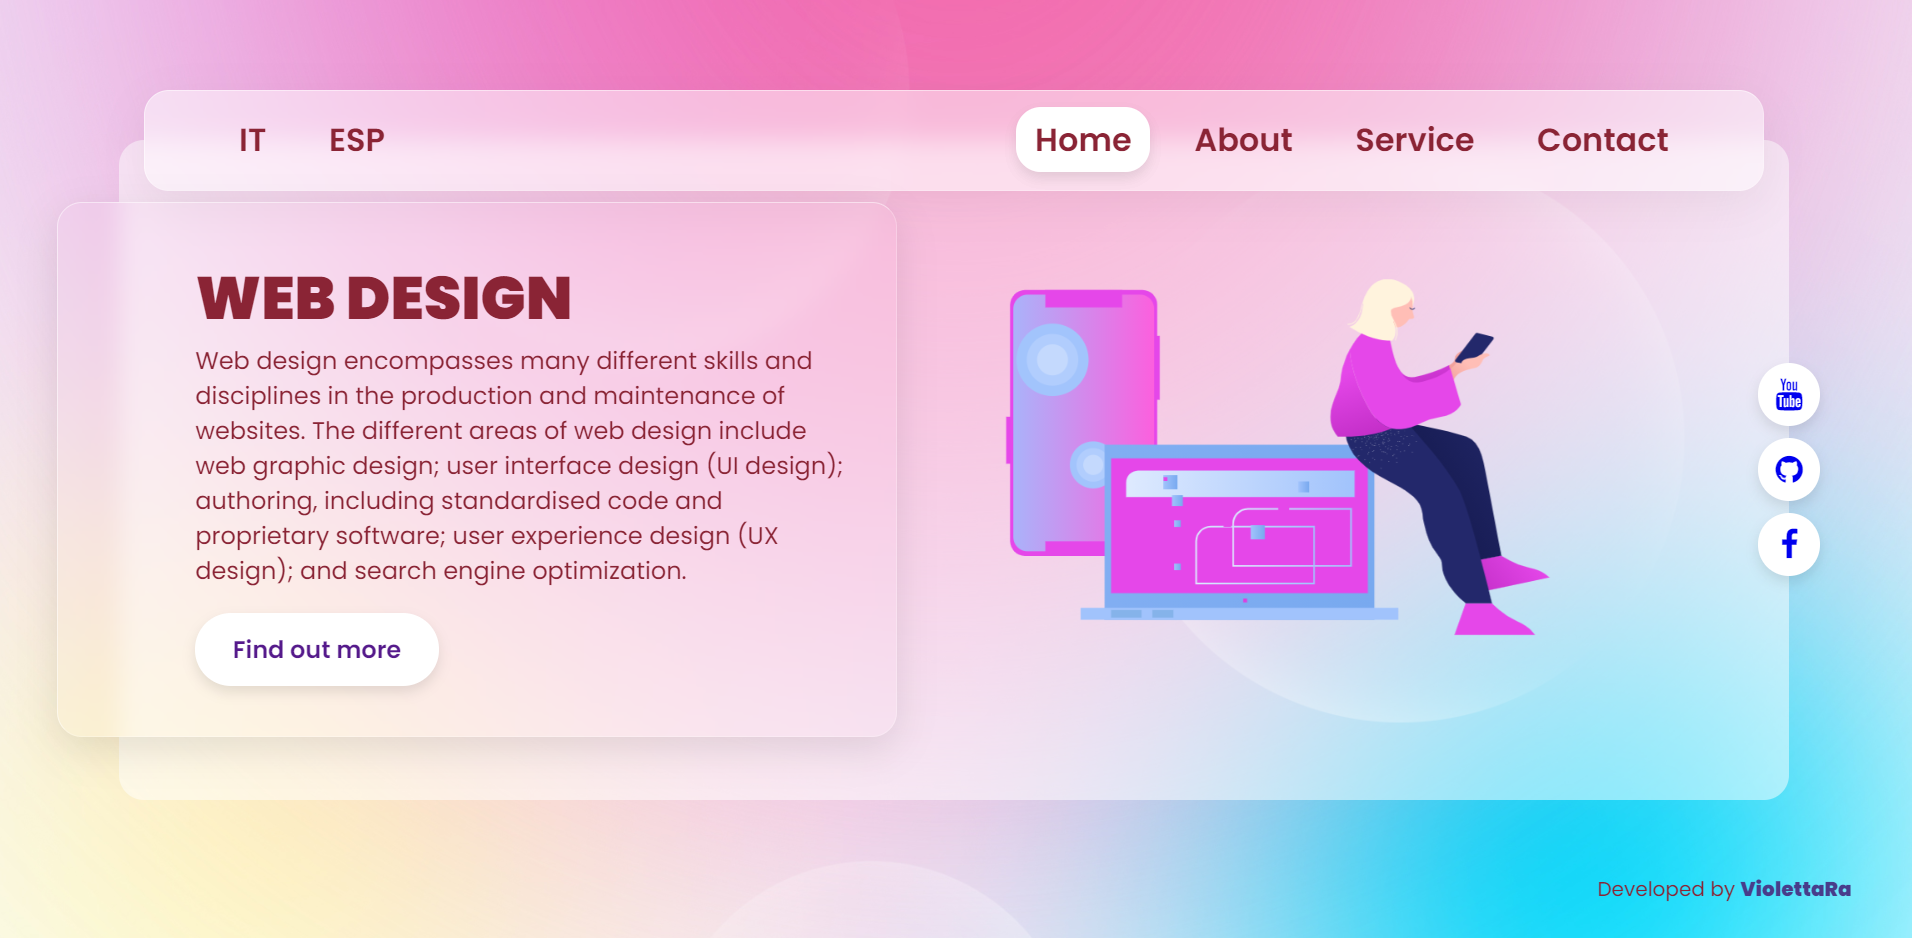 IT ESP Home About Service Contact
WEB DESIGN
Web design encompasses many different skills and
disciplines in the production and maintenance of
websites. The different areas of web design include
web graphic design; user interface design (UI design);
authoring, including standardised code and
proprietary software; user experience design (UX
design); and search engine optimization.
Find out more
You
Tube
Developed by ViolettaRa